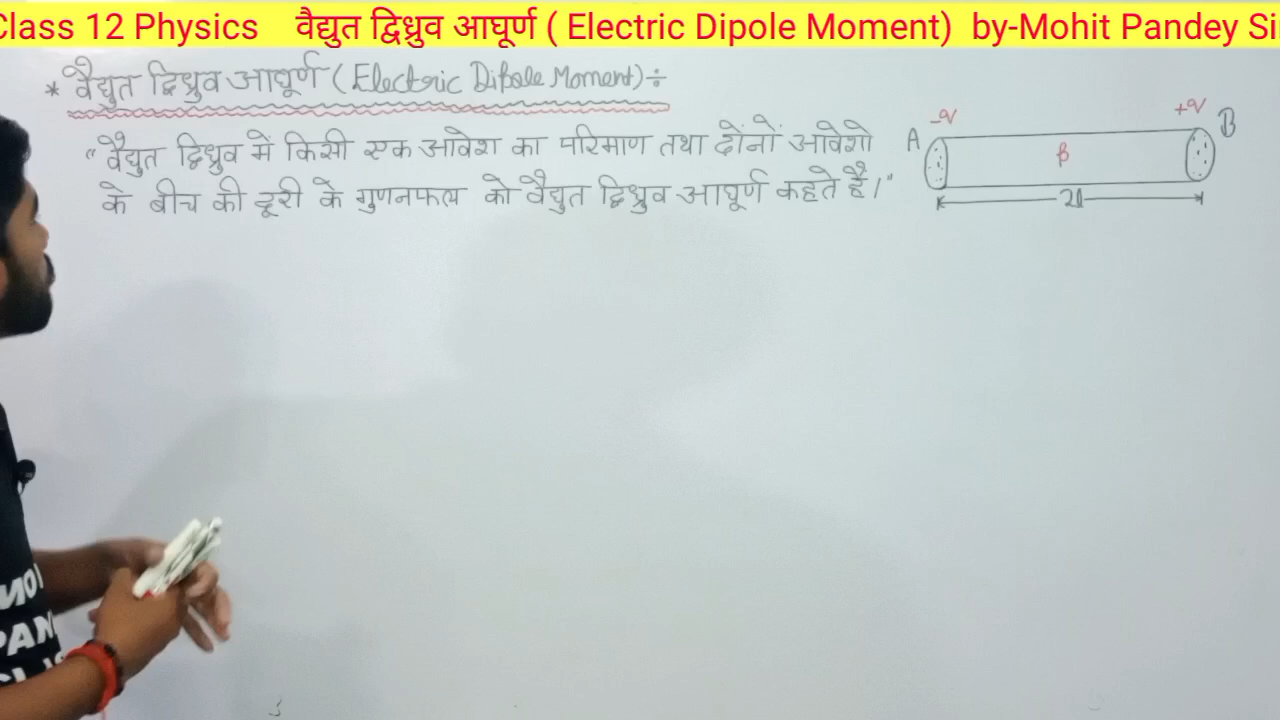 Class 12 Physics वैद्युत द्विध्रुव आघूर्ण ( Electric Dipole Moment) by-Mohit Pandey Si
* वैद्युत द्विध्रुव आघूर्ण ( Electric Dipole Moment) ÷
"वैद्युत द्विध्रुव में किसी एक आवेश का परिमाण तथा दोंनों आवेशो
के बीच की दूरी के गुणनफल को वैद्युत द्विध्रुव आघूर्ण कहते है।"
-q +q
A B
2l